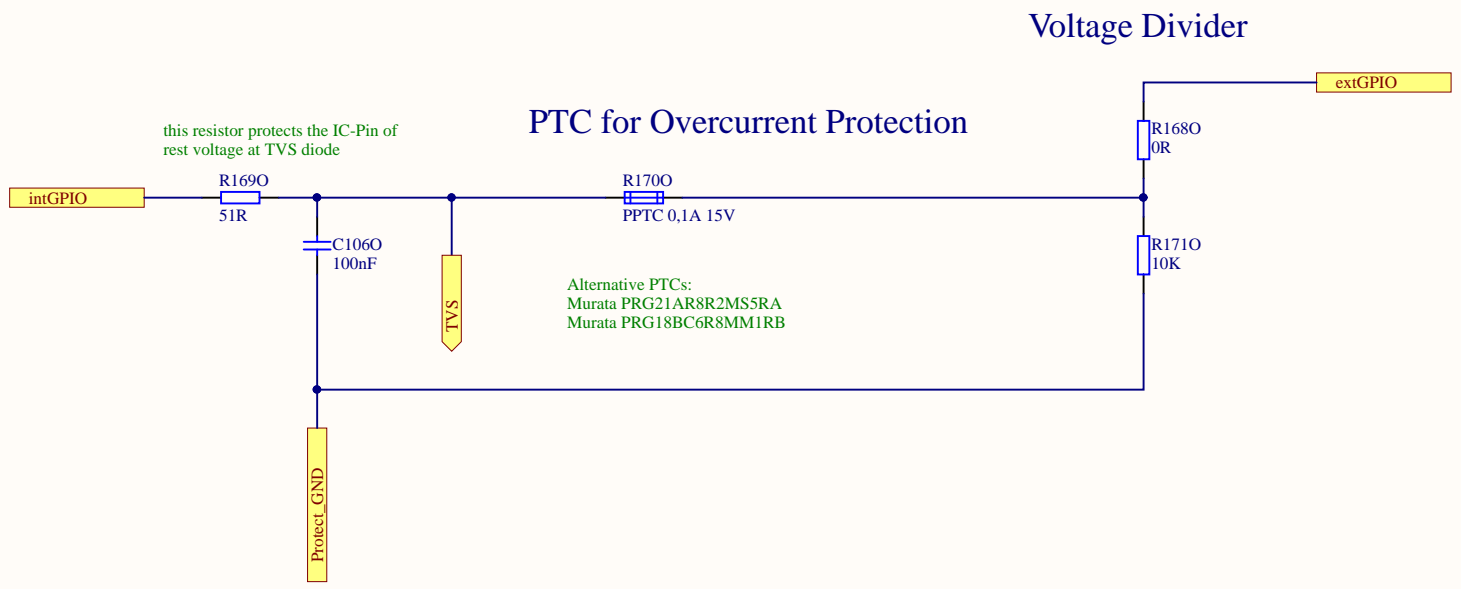 Voltage Divider
extGPIO
PTC for Overcurrent Protection
this resistor protects the IC-Pin of
rest voltage at TVS diode
R168O
0R
R169O
R170O
intGPIO
51R
PPTC 0,1A 15V
C106O
100nF
R171O
10K
Alternative PTCs:
Murata PRG21AR8R2MS5RA
Murata PRG18BC6R8MM1RB
TVS
Protect_GND